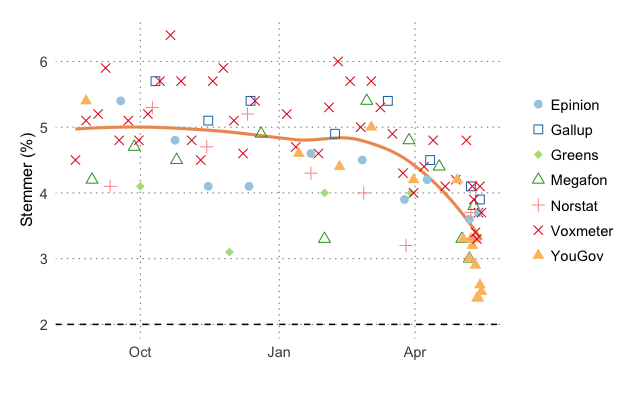 Stemmer (%)
6
5
4
3
2
Oct
Jan
Apr
Epinion
Gallup
Greens
Megafon
Norstat
Voxmeter
YouGov